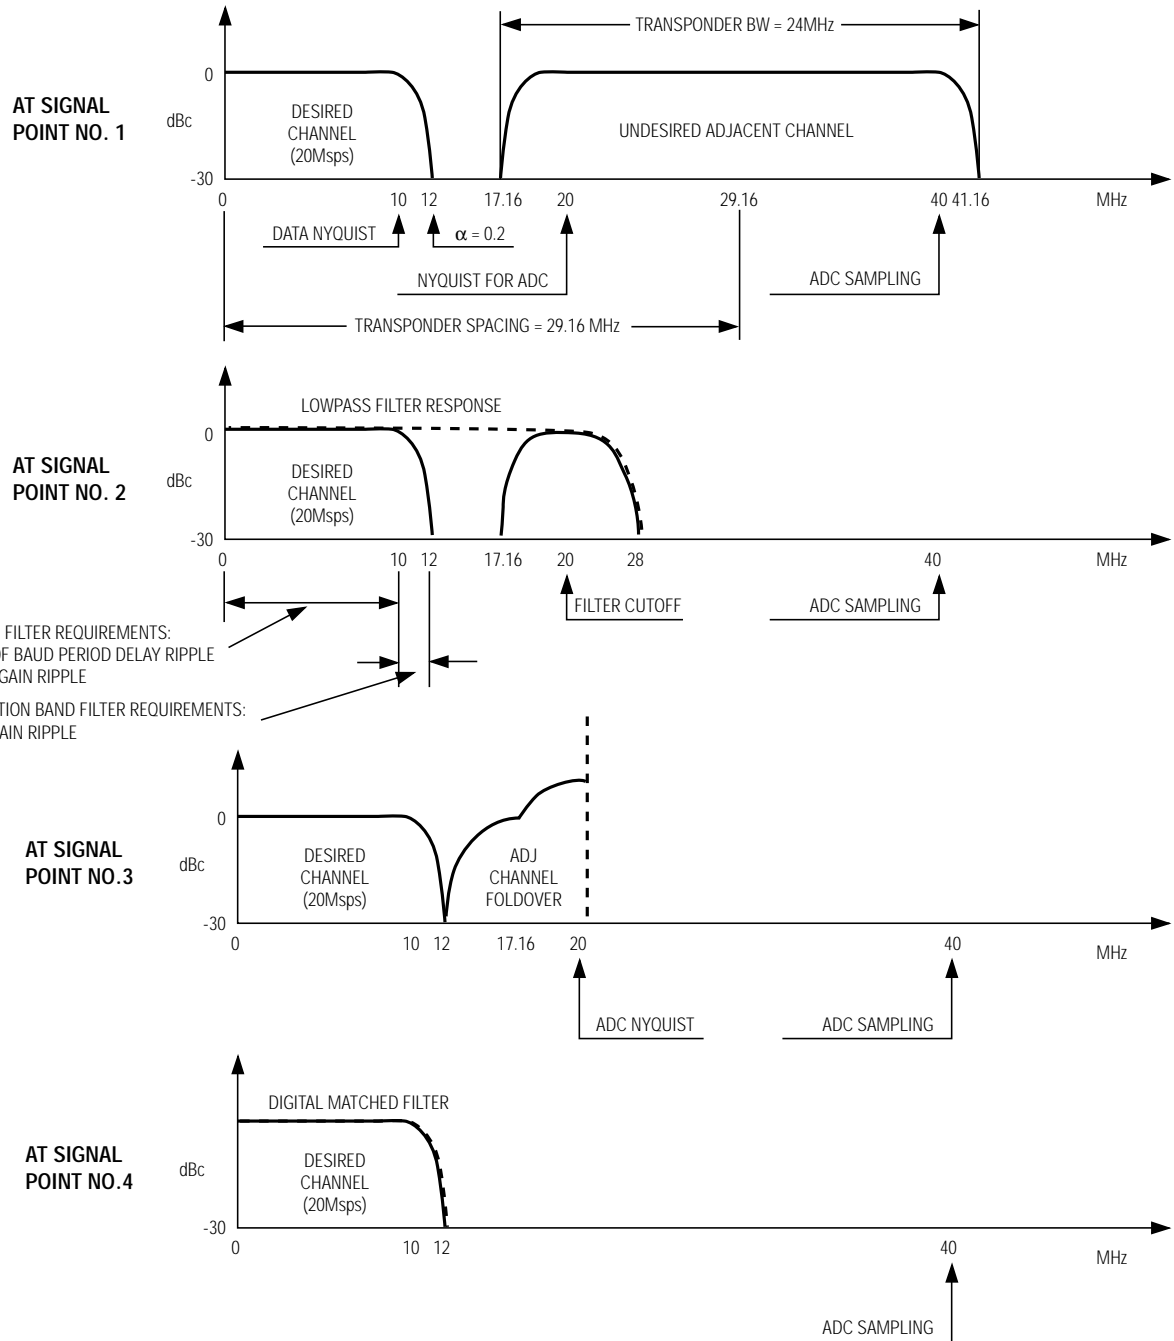 TRANSPONDER BW = 24MHz
0
AT SIGNAL
POINT NO. 1
dBc
DESIRED
CHANNEL
(20Msps)
UNDESIRED ADJACENT CHANNEL
-30
0 10 12 17.16 20 29.16 40 41.16 MHz
DATA NYQUIST
α = 0.2
NYQUIST FOR ADC
ADC SAMPLING
TRANSPONDER SPACING = 29.16 MHz
LOWPASS FILTER RESPONSE
0
AT SIGNAL
POINT NO. 2
dBc
DESIRED
CHANNEL
(20Msps)
-30
0 10 12 17.16 20 28 40 MHz
FILTER CUTOFF
ADC SAMPLING
FILTER REQUIREMENTS:
OF BAUD PERIOD DELAY RIPPLE
GAIN RIPPLE
TION BAND FILTER REQUIREMENTS:
AIN RIPPLE
0
AT SIGNAL
POINT NO.3
dBc
DESIRED
CHANNEL
(20Msps)
ADJ
CHANNEL
FOLDOVER
-30
0 10 12 17.16 20 40 MHz
ADC NYQUIST
ADC SAMPLING
DIGITAL MATCHED FILTER
AT SIGNAL
POINT NO.4
dBc
DESIRED
CHANNEL
(20Msps)
-30
0 10 12 40 MHz
ADC SAMPLING